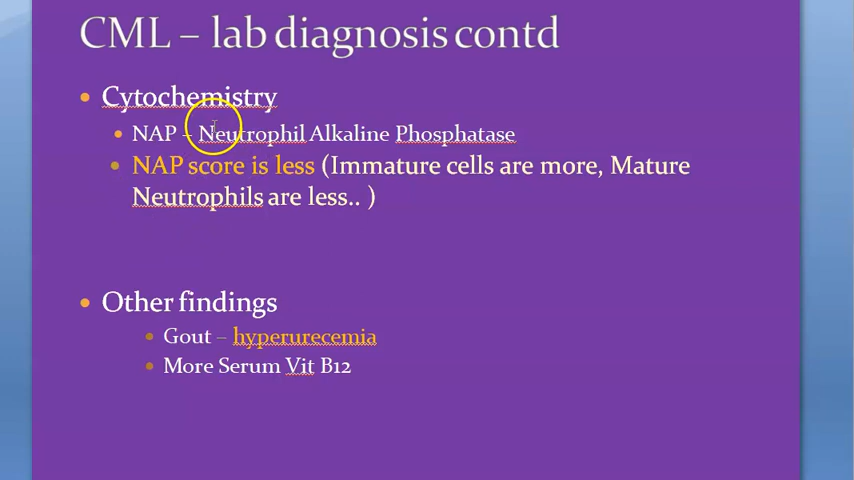 CML – lab diagnosis contd
Cytochemistry
NAP – Neutrophil Alkaline Phosphatase
NAP score is less (Immature cells are more, Mature
Neutrophils are less.. )
Other findings
Gout – hyperurecemia
More Serum Vit B12